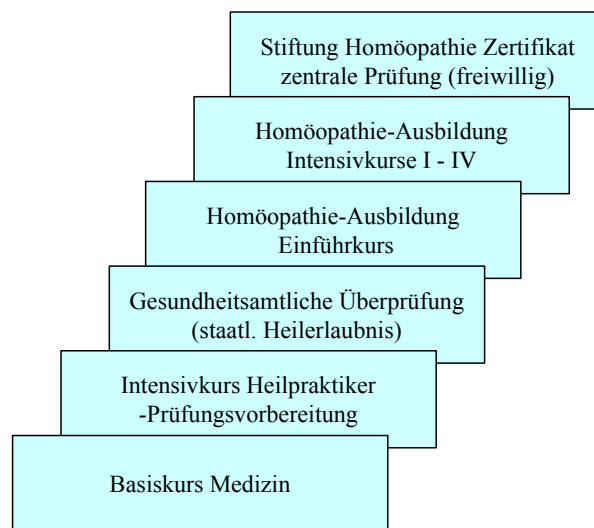 Stiftung Homöopathie Zertifikat
zentrale Prüfung (freiwillig)
Homöopathie-Ausbildung
Intensivkurse I - IV
Homöopathie-Ausbildung
Einführkurs
Gesundheitsamtliche Überprüfung
(staatl. Heilerlaubnis)
Intensivkurs Heilpraktiker
-Prüfungsvorbereitung
Basiskurs Medizin